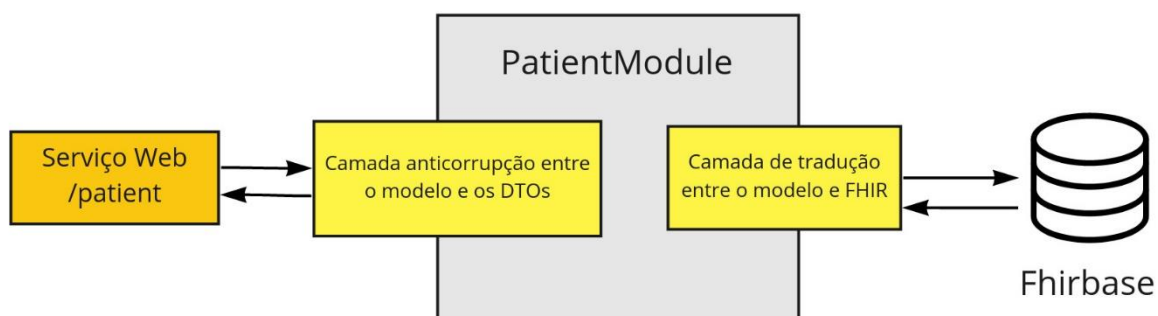 PatientModule
Serviço Web
/patient
Camada anticorrupção entre
o modelo e os DTOs
Camada de tradução
entre o modelo e FHIR
Fhirbase